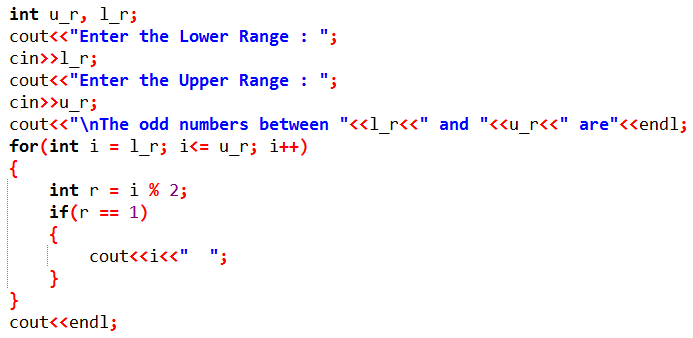 int u_r, l_r;
cout<<"Enter the Lower Range : ";
cin>>l_r;
cout<<"Enter the Upper Range : ";
cin>>u_r;
cout<<"\nThe odd numbers between "<<l_r<<" and "<<u_r<<" are"<<endl;
for(int i = l_r; i<= u_r; i++)
{
    int r = i % 2;
    if(r == 1)
    {
        cout<<i<<"  ";
    }
}
cout<<endl;